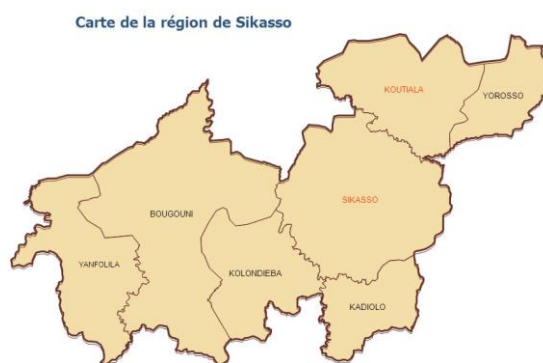 Carte de la région de Sikasso
KOUTIALA
YOROSSO
SIKASSO
BOUGOUNI
YANFOLILA
KOLONDIEBA
KADIOLO